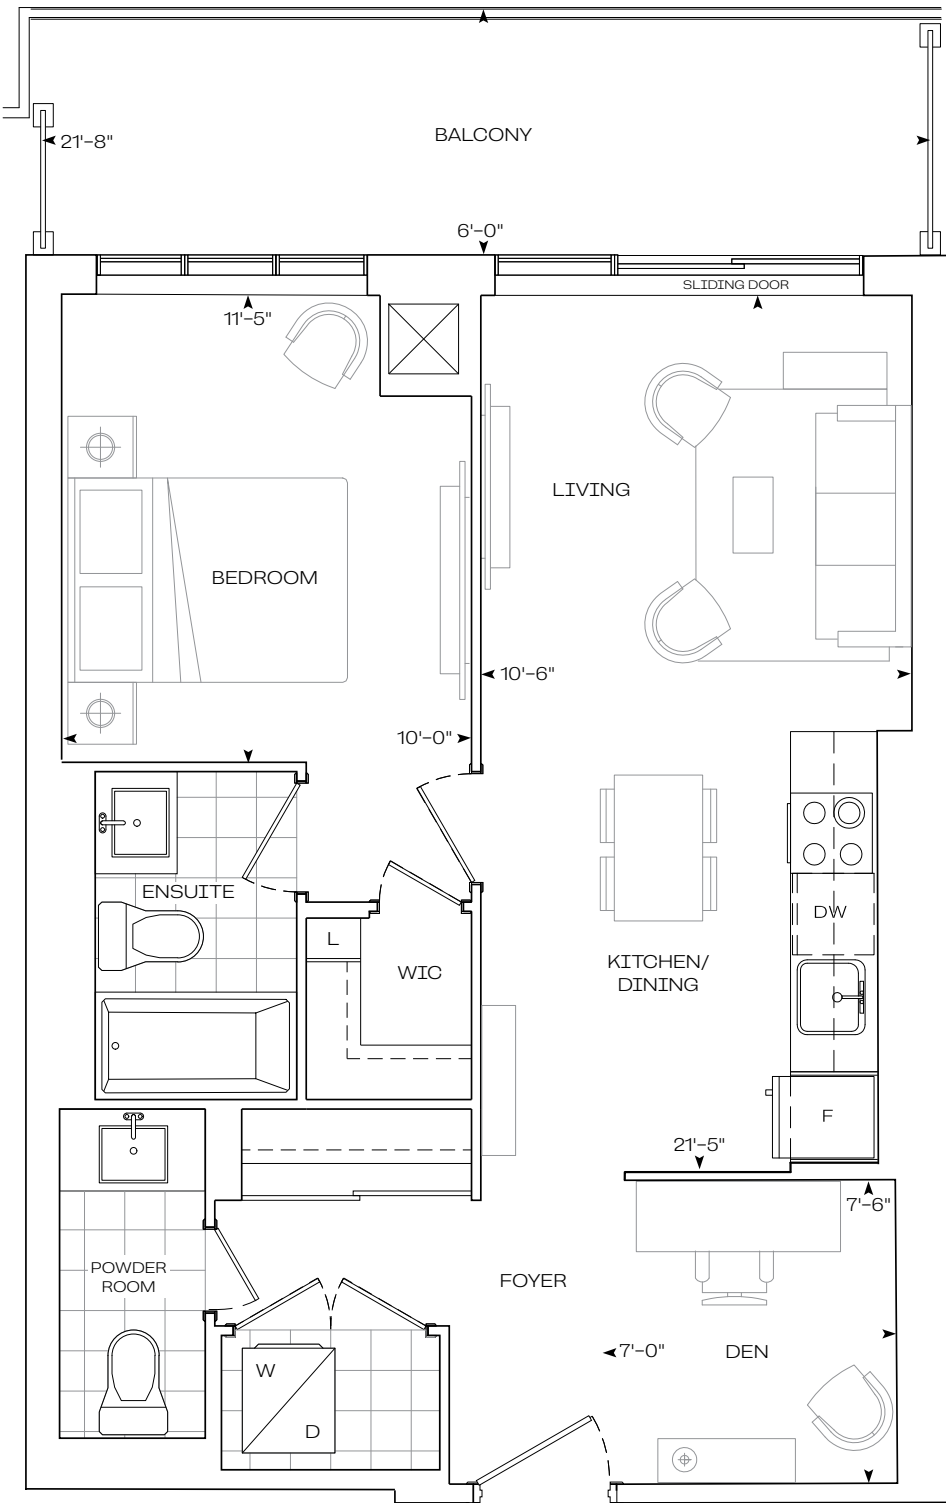 BALCONY
21'-8"
6'-0"
SLIDING DOOR
11'-5"
LIVING
BEDROOM
10'-6"
10'-0"
ENSUITE
DW
L
WIC
KITCHEN/
DINING
F
21'-5"
7'-6"
POWDER
ROOM
FOYER
7'-0"
DEN
W
D